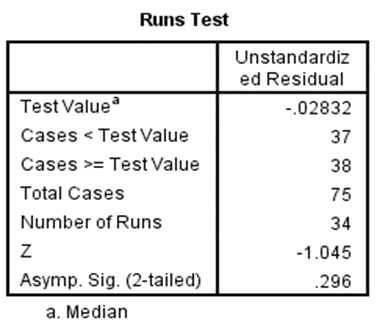 Runs Test
Unstandardiz
ed Residual
Test Valuea -.02832
Cases < Test Value 37
Cases >= Test Value 38
Total Cases 75
Number of Runs 34
Z -1.045
Asymp. Sig. (2-tailed) .296
a. Median